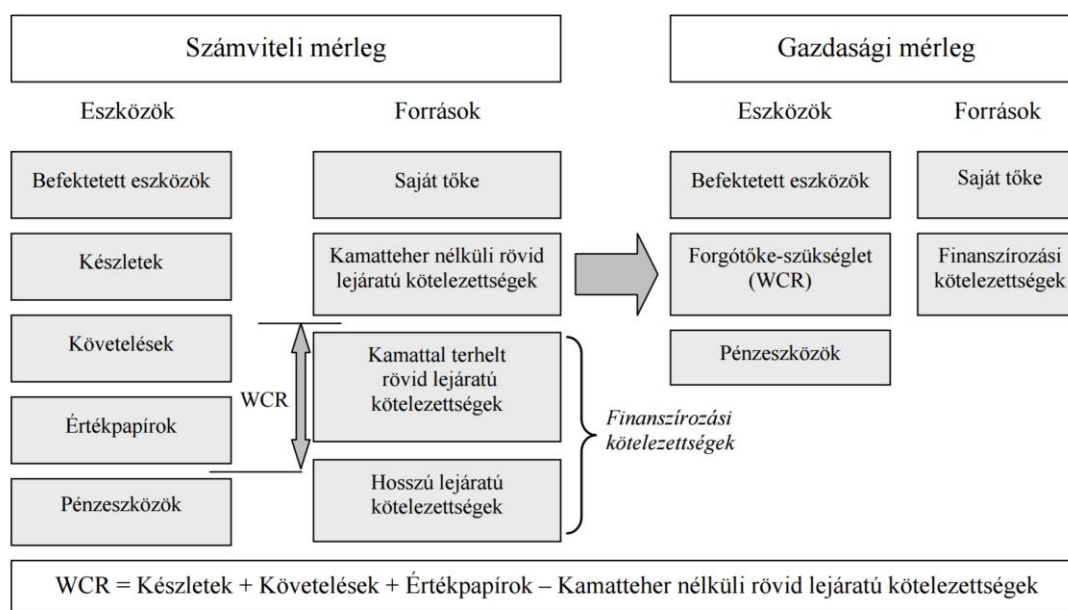 Számviteli mérleg
Gazdasági mérleg
Eszközök
Források
Eszközök
Források
Befektetett eszközök
Saját tőke
Befektetett eszközök
Saját tőke
Készletek
Kamatteher nélküli rövid
lejáratú kötelezettségek
Forgótőke-szükséglet
(WCR)
Finanszírozási
kötelezettségek
Követelések
Kamattal terhelt
rövid lejáratú
kötelezettségek
Pénzeszközök
WCR
Értékpapírok
Finanszírozási
kötelezettségek
Pénzeszközök
Hosszú lejáratú
kötelezettségek
WCR = Készletek + Követelések + Értékpapírok – Kamatteher nélküli rövid lejáratú kötelezettségek